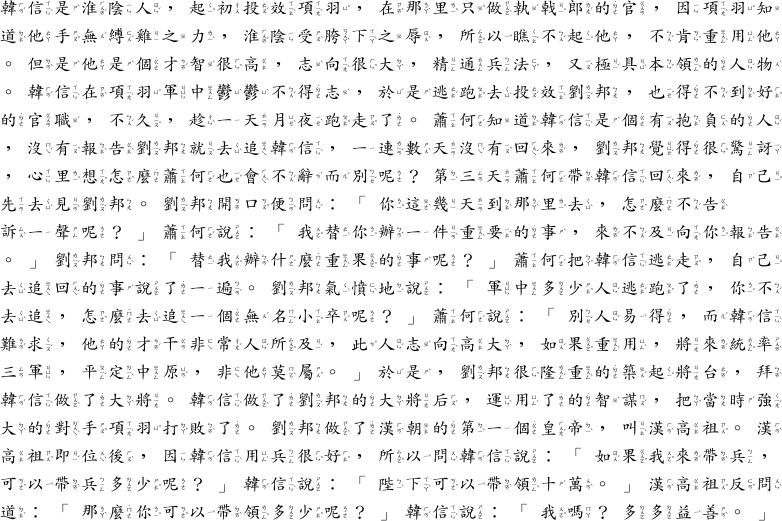 韓信是淮陰人，起初投效項羽，在那里只做執戟郎的官，因項羽知
道他手無縛雞之力，淮陰受胯下之辱，所以瞧不起他，不肯重用他
。但是他是個才智很高，志向很大，精通兵法，又極具本領的人物
。韓信在項羽軍中鬱鬱不得志，於是逃跑去投效劉邦，也得不到好
的官職，不久，趁一天月夜跑走了。蕭何知道韓信是個有抱負的人
，沒有報告劉邦就去追韓信，一連數天沒有回來，劉邦覺得很驚訝
，心里想怎麼蕭何也會不辭而別呢？第三天蕭何帶韓信回來，自己
先去見劉邦。劉邦開口便問：「你這幾天到那里去，怎麼不告
訴一聲呢？」蕭何說：「我替你辦一件重要的事，來不及向你報告
。」劉邦問：「替我辦什麼重果的事呢？」蕭何把韓信逃走，自己
去追回的事說了一遍。劉邦氣憤地說：「軍中多少人逃跑了，你不
去追，怎麼去追一個無名小卒呢？」蕭何說：「別人易得，而韓信
難求，他的才干非常人所及，此人志向高大，如果重用，將來統率
三軍，平定中原，非他莫屬。」於是，劉邦很隆重的築起將台，拜
韓信做了大將。韓信做了劉邦的大將后，運用了的智謀，把當時強
大的對手項羽打敗了。劉邦做了漢朝的第一個皇帝，叫漢高祖。漢
高祖即位後，因韓信用兵很好，所以問韓信說：「如果我來帶兵，
可以帶兵多少呢？」韓信說：「陛下可以帶領十萬。」漢高祖反問
道：「那麼你可以帶領多少呢？」韓信說：「我嗎？多多益善。」